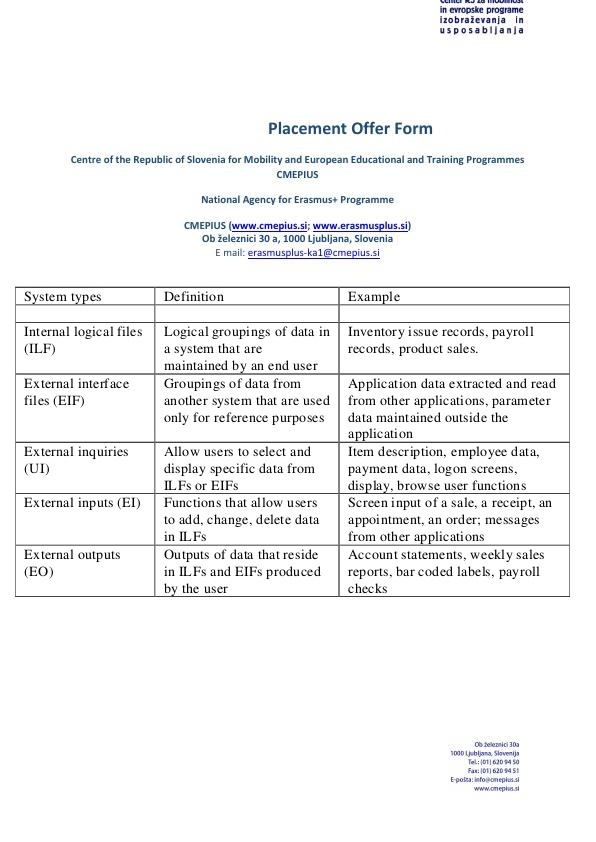 Center RS za mobilnost
in evropske programe
izobraževanja in
usposabljanja
Placement Offer Form
Centre of the Republic of Slovenia for Mobility and European Educational and Training Programmes
CMEPIUS
National Agency for Erasmus+ Programme
CMEPIUS (www.cmepius.si; www.erasmusplus.si)
Ob železnici 30 a, 1000 Ljubljana, Slovenia
E mail: erasmusplus-ka1@cmepius.si
System types Definition Example
Internal logical files Logical groupings of data in Inventory issue records, payroll
(ILF) a system that are records, product sales.
maintained by an end user
External interface Groupings of data from Application data extracted and read
files (EIF) another system that are used from other applications, parameter
only for reference purposes data maintained outside the
application
External inquiries Allow users to select and Item description, employee data,
(UI) display specific data from payment data, logon screens,
ILFs or EIFs display, browse user functions
External inputs (EI) Functions that allow users Screen input of a sale, a receipt, an
to add, change, delete data appointment, an order; messages
in ILFs from other applications
External outputs Outputs of data that reside Account statements, weekly sales
(EO) in ILFs and EIFs produced reports, bar coded labels, payroll
by the user checks
Ob železnici 30a
1000 Ljubljana, Slovenija
Tel.: (01) 620 94 50
Fax: (01) 620 94 51
E-pošta: info@cmepius.si
www.cmepius.si